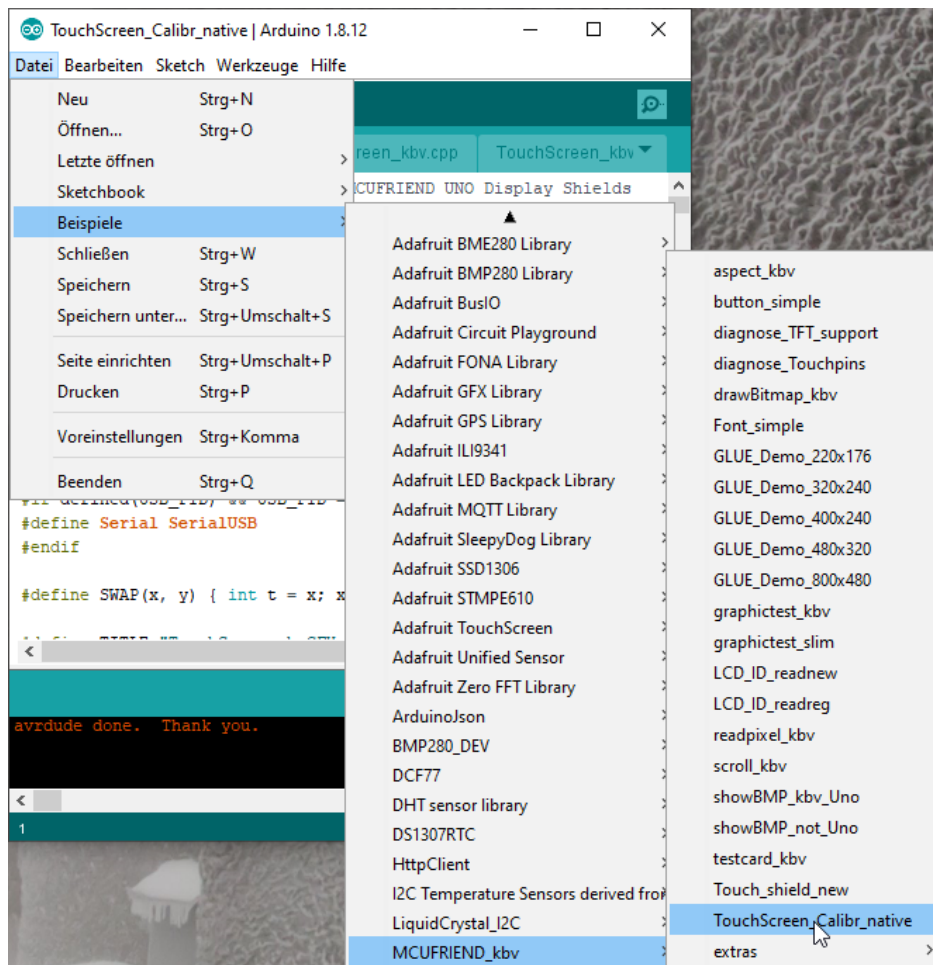 TouchScreen_Calibr_native | Arduino 1.8.12
Datei Bearbeiten Sketch Werkzeuge Hilfe
Neu Strg+N
Öffnen... Strg+O
Letzte öffnen
Sketchbook
Beispiele
Schließen Strg+W
Speichern Strg+S
Speichern unter... Strg+Umschalt+S
Seite einrichten Strg+Umschalt+P
Drucken Strg+P
Voreinstellungen Strg+Komma
Beenden Strg+Q
reen_kbv.cpp TouchScreen_kbv
MCUFRIEND UNO Display Shields
#define Serial SerialUSB
#endif
#define SWAP(x, y) { int t = x; x
avrdude done. Thank you.
1
Adafruit BME280 Library
Adafruit BMP280 Library
Adafruit BusIO
Adafruit Circuit Playground
Adafruit FONA Library
Adafruit GFX Library
Adafruit GPS Library
Adafruit ILI9341
Adafruit LED Backpack Library
Adafruit MQTT Library
Adafruit SleepyDog Library
Adafruit SSD1306
Adafruit STMPE610
Adafruit TouchScreen
Adafruit Unified Sensor
Adafruit Zero FFT Library
ArduinoJson
BMP280_DEV
DCF77
DHT sensor library
DS1307RTC
HttpClient
I2C Temperature Sensors derived from
LiquidCrystal_I2C
MCUFRIEND_kbv
aspect_kbv
button_simple
diagnose_TFT_support
diagnose_Touchpins
drawBitmap_kbv
Font_simple
GLUE_Demo_220x176
GLUE_Demo_320x240
GLUE_Demo_400x240
GLUE_Demo_480x320
GLUE_Demo_800x480
graphictest_kbv
graphictest_slim
LCD_ID_readnew
LCD_ID_readreg
readpixel_kbv
scroll_kbv
showBMP_kbv_Uno
showBMP_not_Uno
testcard_kbv
Touch_shield_new
TouchScreen_Calibr_native
extras